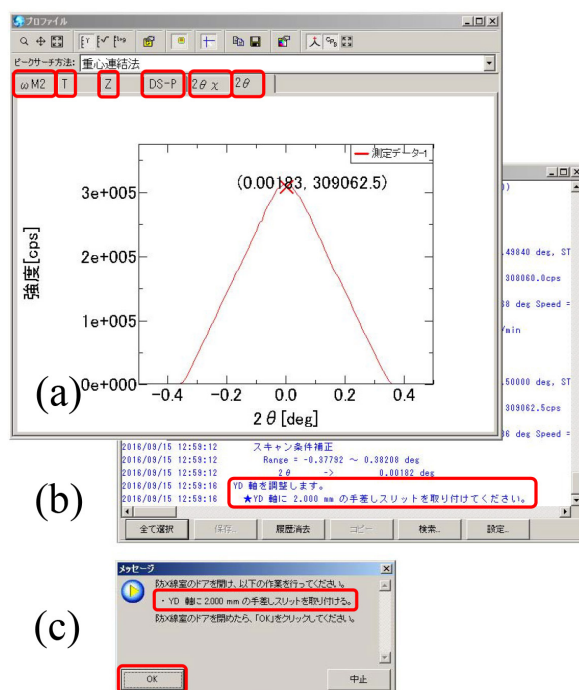 プロファイル
ピークサーチ方法: 重心連結法
ωM2 T Z DS-P 2θχ 2θ
測定データ-1
(0.00183, 309062.5)
3e+005
2e+005
1e+005
0e+000
強度[cps]
-0.4 -0.2 0.0 0.2 0.4
2θ[deg]
(a)
.49840 deg, ST
308060.0cps
deg Speed =
/min
.50000 deg, ST
309062.5cps
deg Speed =
2016/09/15 12:59:12 スキャン条件補正
2016/09/15 12:59:12 Range = -0.37792 ～ 0.38208 deg
2016/09/15 12:59:12 2θ -> 0.00182 deg
2016/09/15 12:59:16 YD 軸を調整します。
2016/09/15 12:59:16 ★YD 軸に 2.000 mm の手差しスリットを取り付けてください。
(b)
全て選択 保存... 履歴消去 コピー 検索... 設定...
メッセージ
防X線室のドアを開け、以下の作業を行ってください。
・YD 軸に 2.000 mm の手差しスリットを取り付ける。
防X線室のドアを閉めたら、「OK」をクリックしてください。
(c)
OK 中止